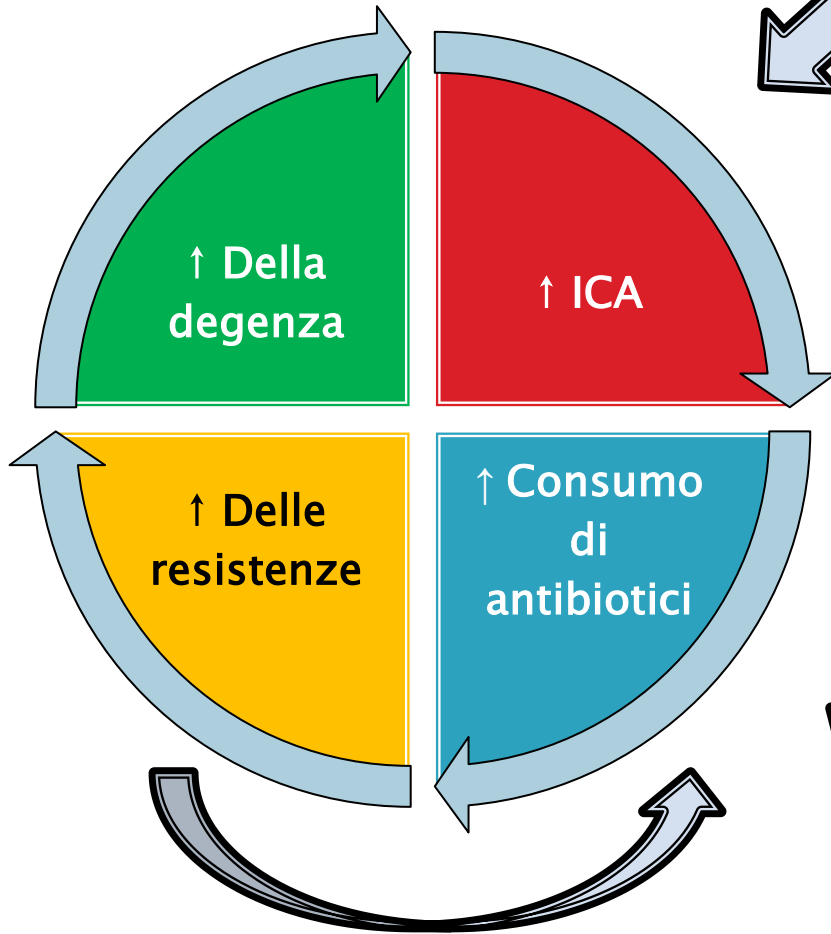 ↑ Della
degenza
↑ ICA
↑ Consumo
di
antibiotici
↑ Delle
resistenze